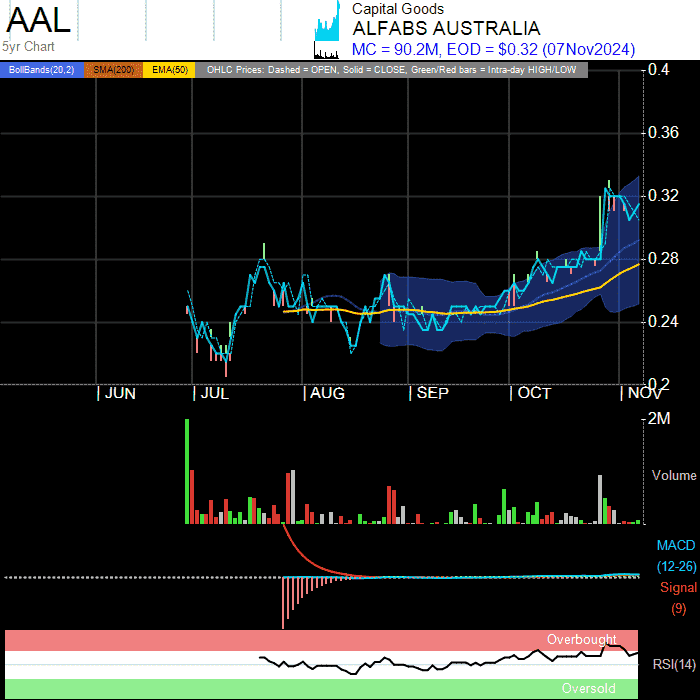 AAL
5yr Chart
Capital Goods
ALFABS AUSTRALIA
MC = 90.2M, EOD = $0.32 (07Nov2024)
BollBands(20,2) SMA(200) EMA(50) OHLC Prices: Dashed = OPEN, Solid = CLOSE, Green/Red bars = Intra-day HIGH/LOW
0.4
0.36
0.32
0.28
0.24
0.2
| JUN | JUL | AUG | SEP | OCT | NOV
2M
Volume
MACD
(12-26)
Signal
(9)
Overbought
RSI(14)
Oversold